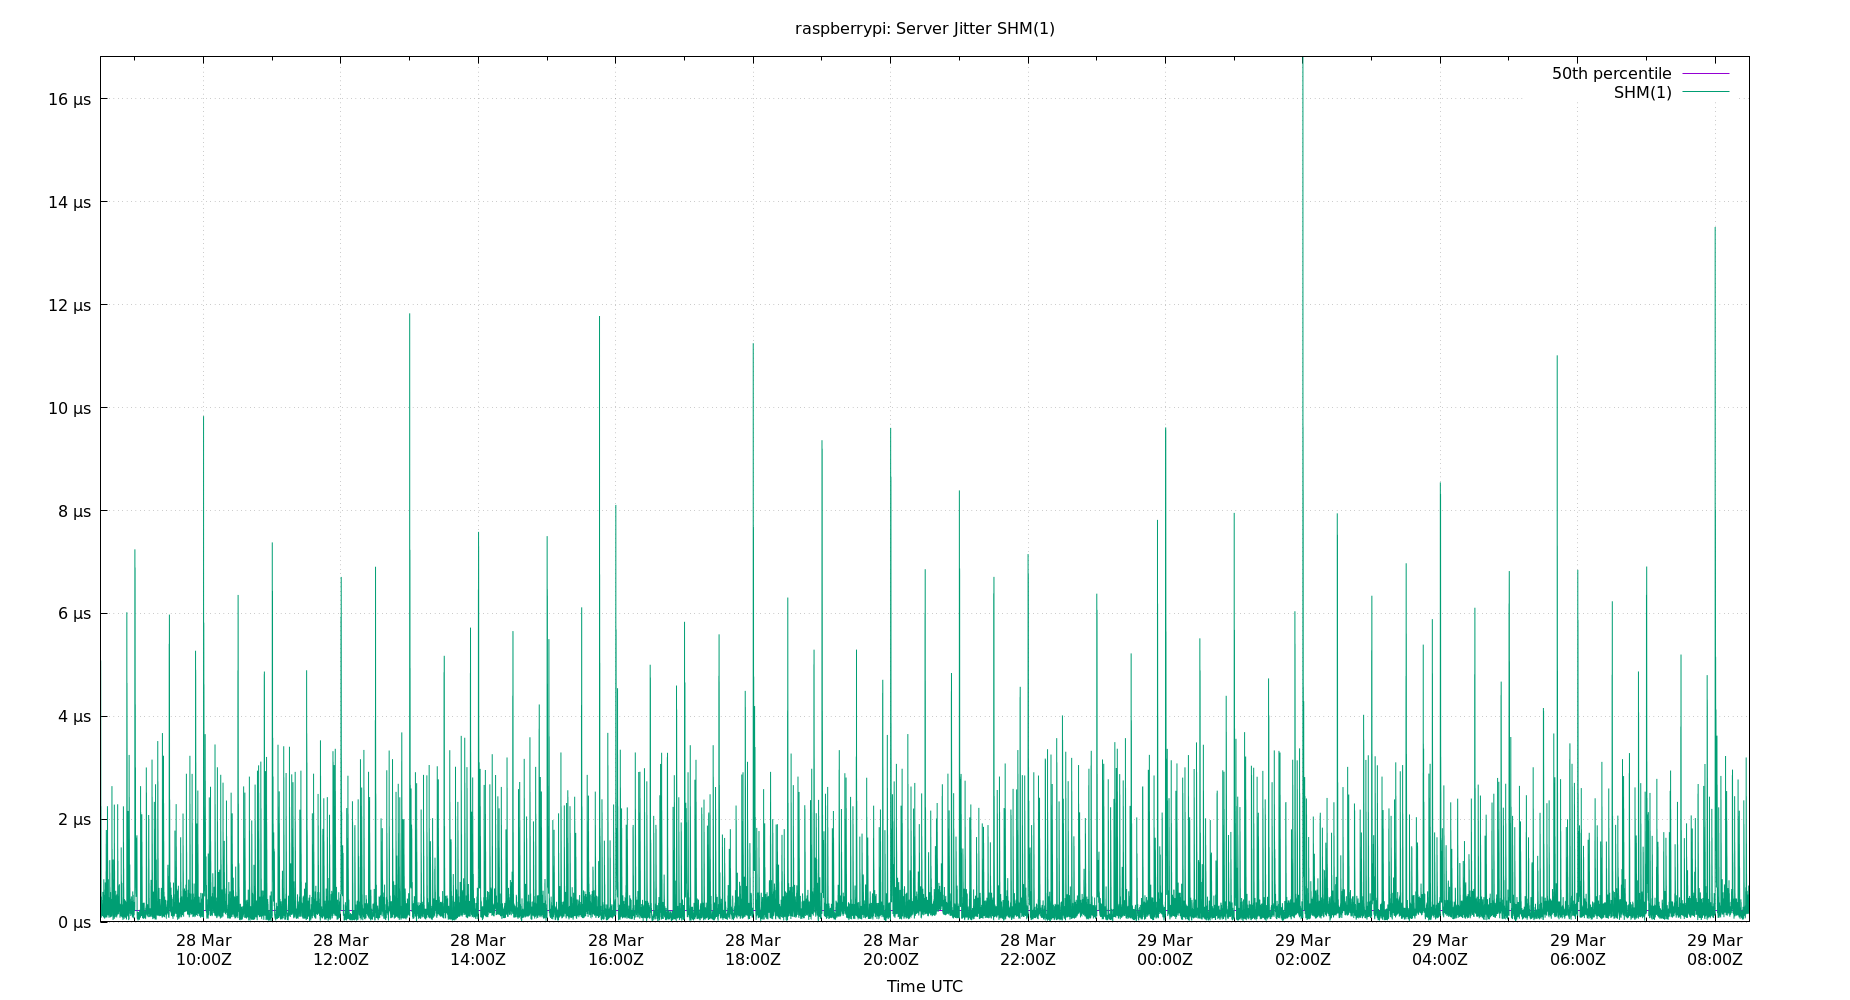 raspberrypi: Server Jitter SHM(1)
50th percentile
SHM(1)
16 µs
14 µs
12 µs
10 µs
8 µs
6 µs
4 µs
2 µs
0 µs
28 Mar 28 Mar 28 Mar 28 Mar 28 Mar 28 Mar 28 Mar 29 Mar 29 Mar 29 Mar 29 Mar 29 Mar
10:00Z 12:00Z 14:00Z 16:00Z 18:00Z 20:00Z 22:00Z 00:00Z 02:00Z 04:00Z 06:00Z 08:00Z
Time UTC